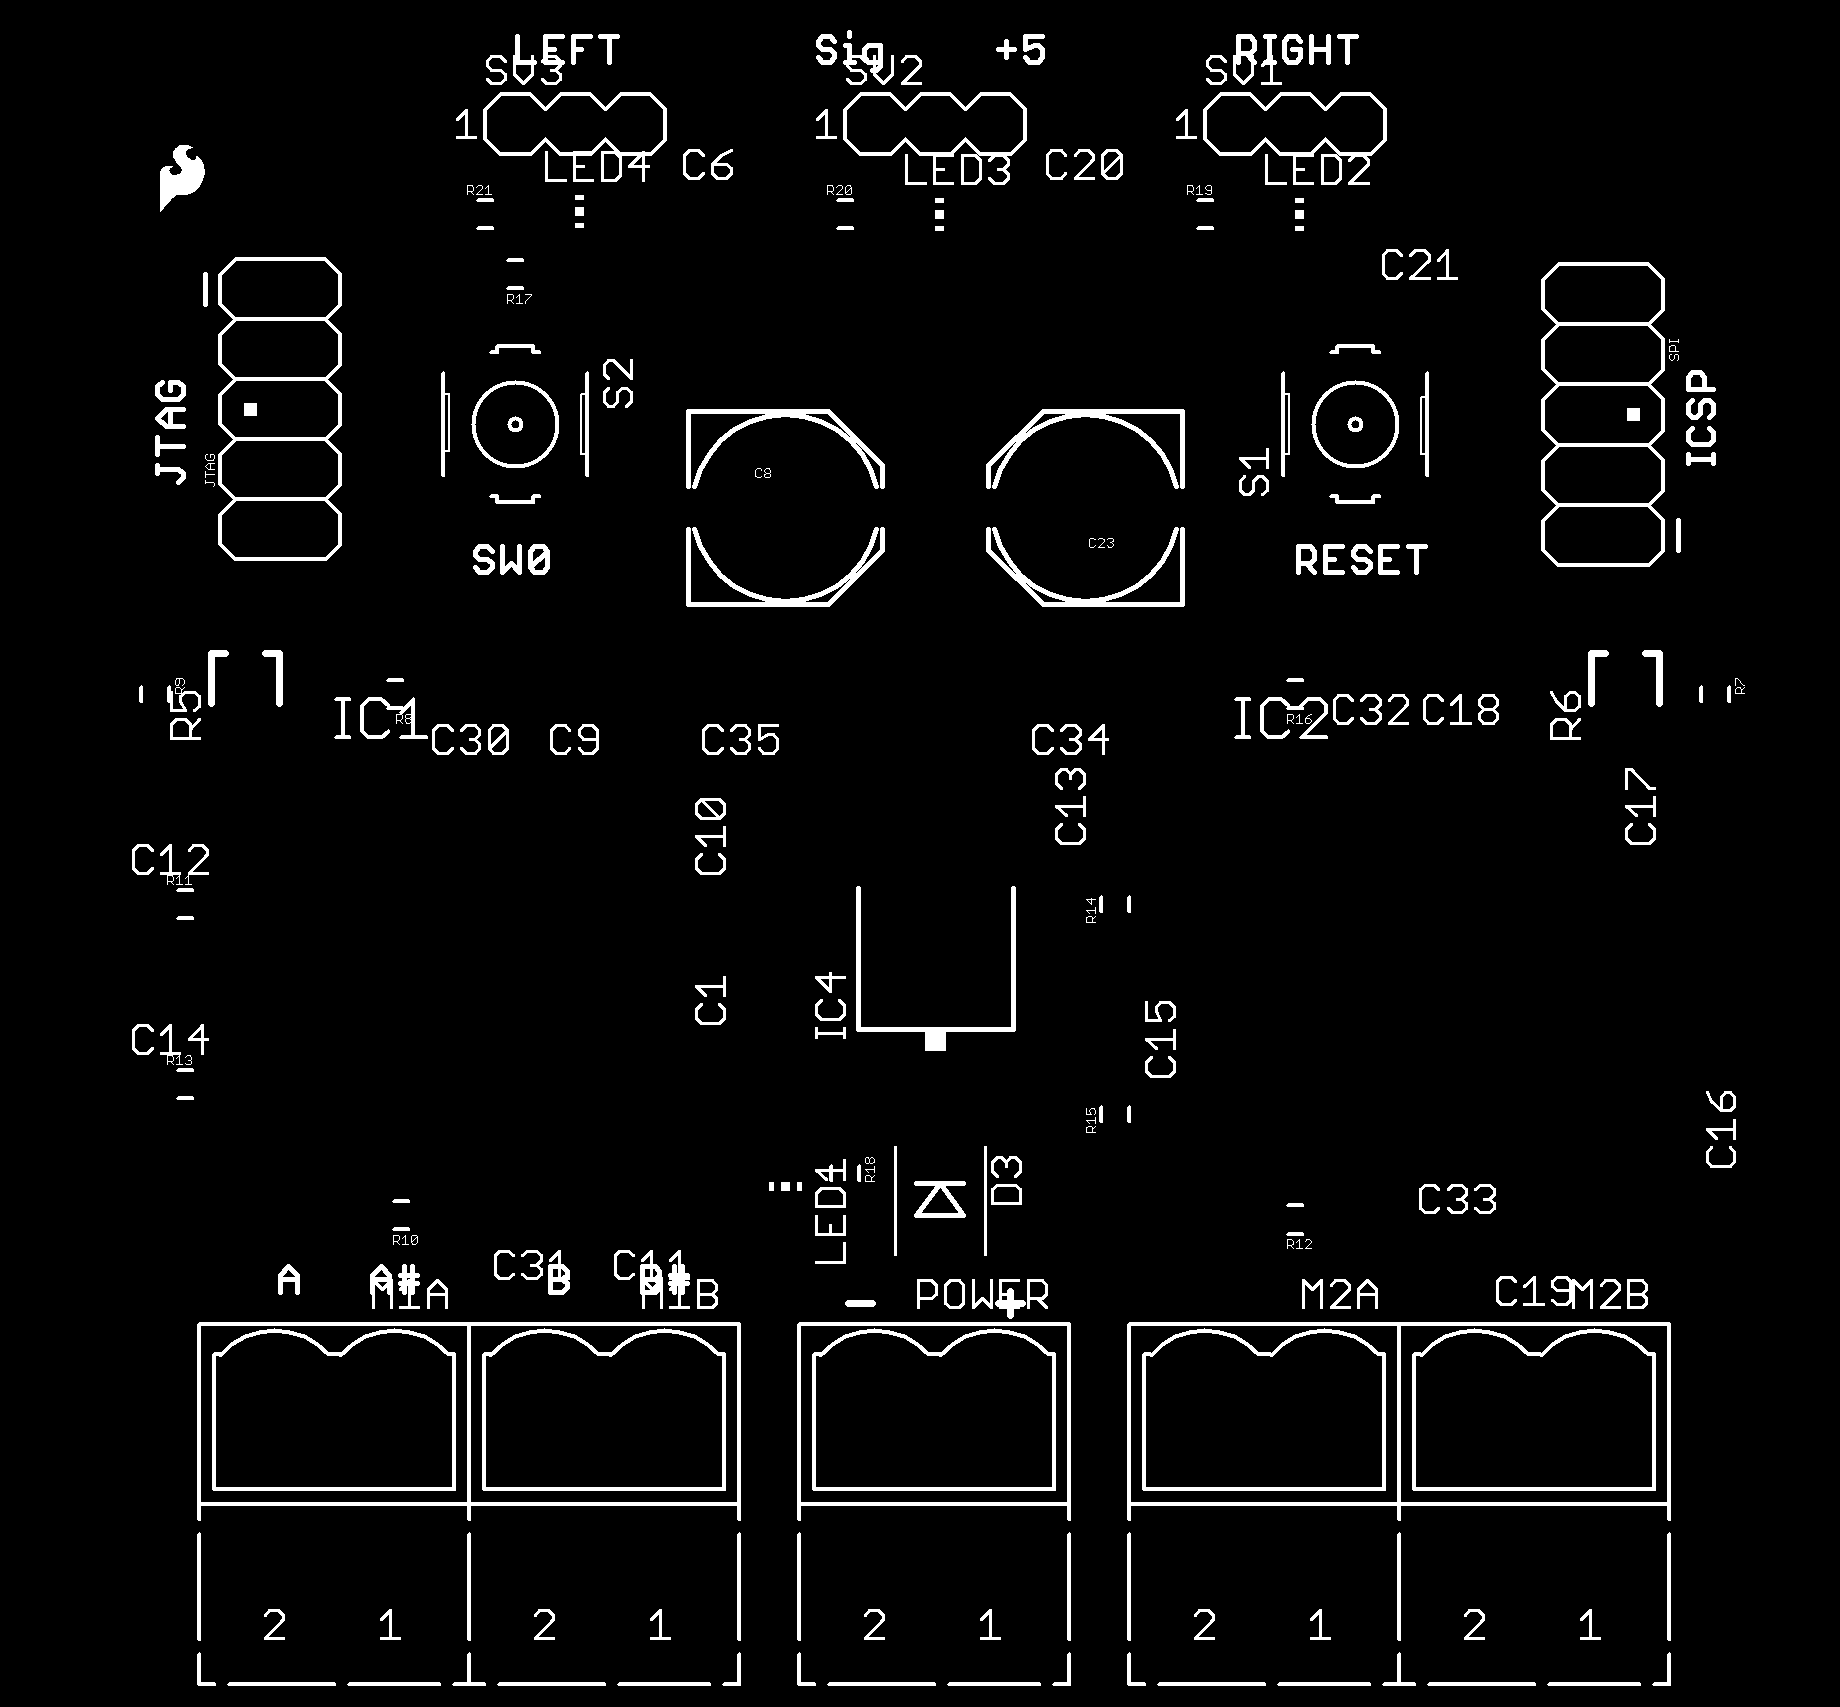 LEFT Sig +5 RIGHT
SV3 SV2 SV1
1 1 1
LED4 C6 LED3 C20 LED2
R21 R20 R19
C21
R17
SPI
S2
JTAG ICSP
JTAG
S1
C8
C23
SW0 RESET
R9 R7
R5 IC1 R8 IC2 R16 C32 C18 R6
C30 C9 C35 C34
C13 C17
C10
C12
R11
R14
C1 IC4
C15
C14
R13
R15
C16
LED4 R18 D3
C33
R10 R12
C31 C11
A A# B B#
M1A M1B - POWER + M2A C19 M2B
2 1 2 1 2 1 2 1 2 1